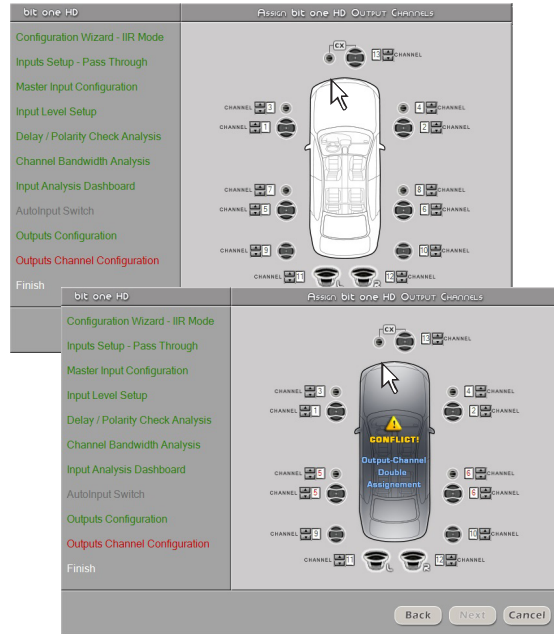 bit one HD
Assign bit one HD Output Channels
Configuration Wizard - IIR Mode
Inputs Setup - Pass Through
Master Input Configuration
Input Level Setup
Delay / Polarity Check Analysis
Channel Bandwidth Analysis
Input Analysis Dashboard
AutoInput Switch
Outputs Configuration
Outputs Channel Configuration
Finish
CX
13 CHANNEL
CHANNEL 3
4 CHANNEL
CHANNEL 1
2 CHANNEL
CHANNEL 7
8 CHANNEL
CHANNEL 5
6 CHANNEL
CHANNEL 9
10 CHANNEL
CHANNEL 11
L
R
12 CHANNEL
bit one HD
Assign bit one HD Output Channels
Configuration Wizard - IIR Mode
Inputs Setup - Pass Through
Master Input Configuration
Input Level Setup
Delay / Polarity Check Analysis
Channel Bandwidth Analysis
Input Analysis Dashboard
AutoInput Switch
Outputs Configuration
Outputs Channel Configuration
Finish
CX
13 CHANNEL
CHANNEL 3
4 CHANNEL
CHANNEL 1
2 CHANNEL
CONFLICT!
Output-Channel
Double
Assignement
CHANNEL 5
6 CHANNEL
CHANNEL 5
6 CHANNEL
CHANNEL 9
10 CHANNEL
CHANNEL 11
L
R
12 CHANNEL
Back
Next
Cancel